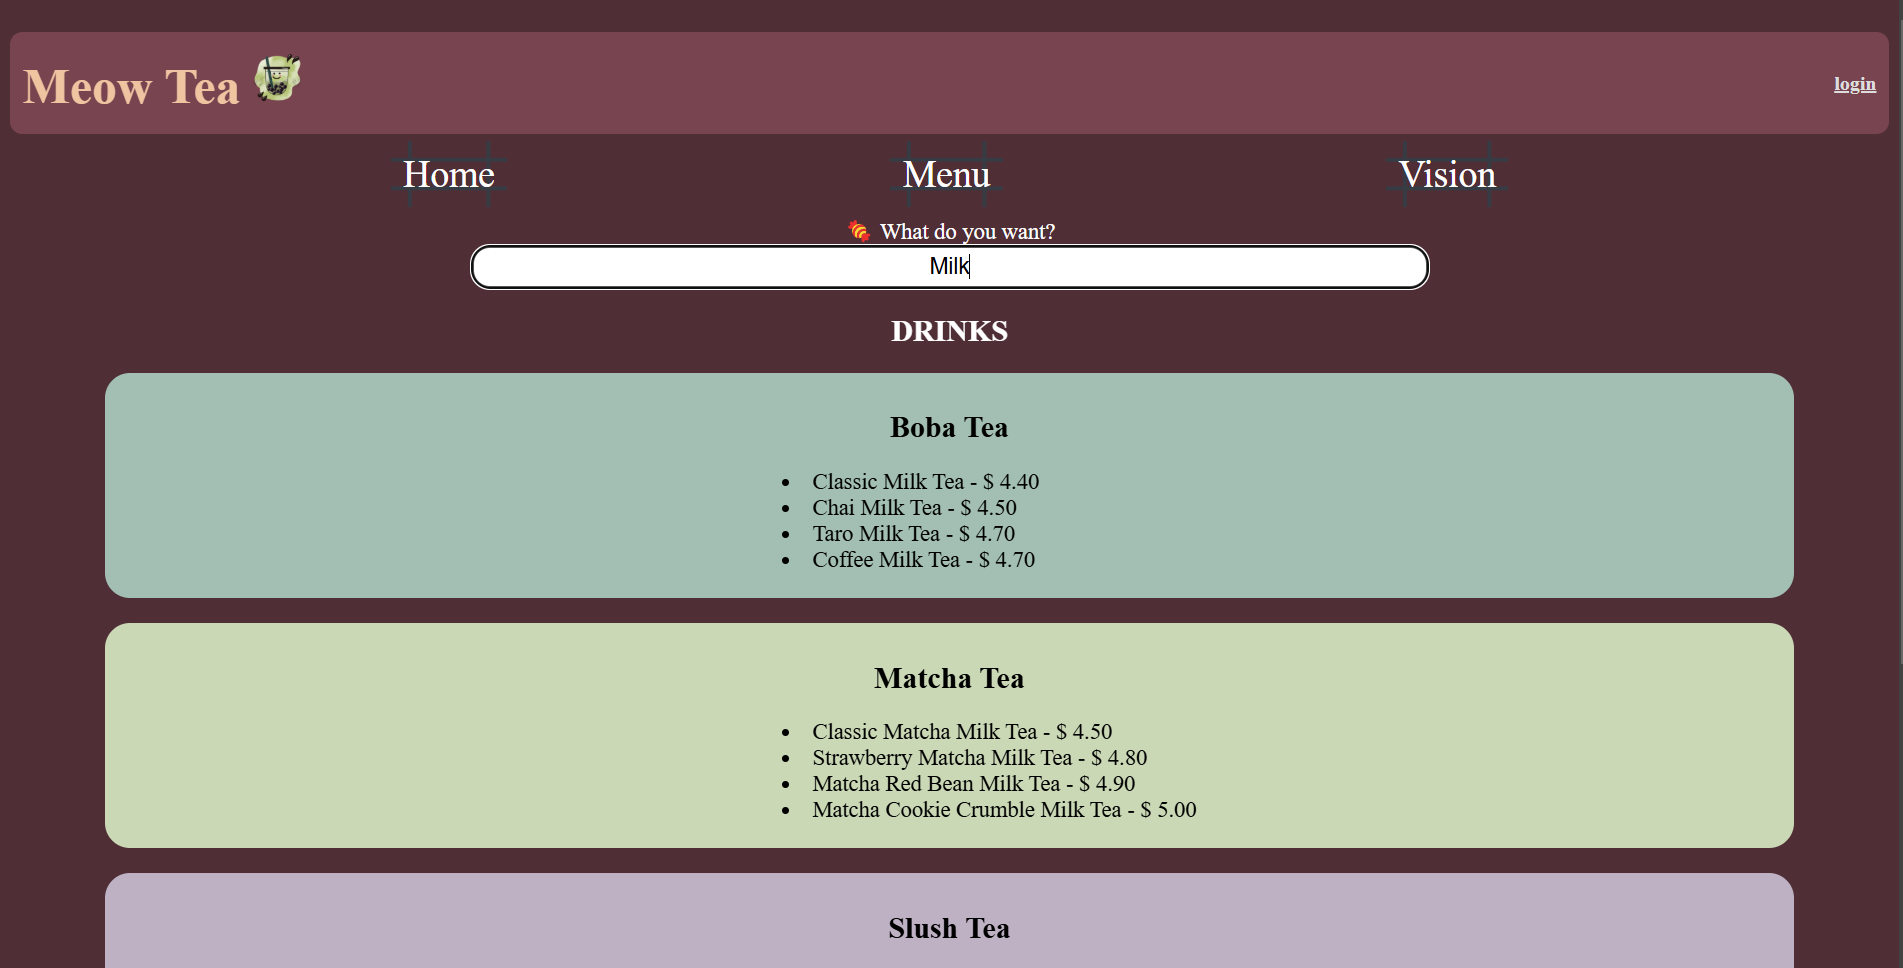 Meow Tea
login
Home Menu Vision
What do you want?
Milk
DRINKS
Boba Tea
Classic Milk Tea - $ 4.40
Chai Milk Tea - $ 4.50
Taro Milk Tea - $ 4.70
Coffee Milk Tea - $ 4.70
Matcha Tea
Classic Matcha Milk Tea - $ 4.50
Strawberry Matcha Milk Tea - $ 4.80
Matcha Red Bean Milk Tea - $ 4.90
Matcha Cookie Crumble Milk Tea - $ 5.00
Slush Tea